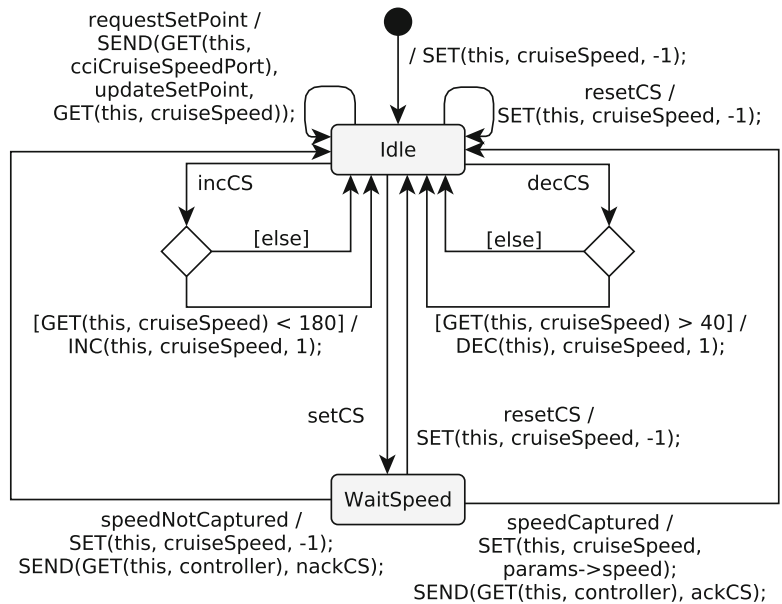 requestSetPoint /
SEND(GET(this,
cciCruiseSpeedPort),
updateSetPoint,
GET(this, cruiseSpeed));
/ SET(this, cruiseSpeed, -1);
resetCS /
SET(this, cruiseSpeed, -1);
Idle
incCS
decCS
[else]
[else]
[GET(this, cruiseSpeed) < 180] /
INC(this, cruiseSpeed, 1);
[GET(this, cruiseSpeed) > 40] /
DEC(this), cruiseSpeed, 1);
setCS
resetCS /
SET(this, cruiseSpeed, -1);
WaitSpeed
speedNotCaptured /
SET(this, cruiseSpeed, -1);
SEND(GET(this, controller), nackCS);
speedCaptured /
SET(this, cruiseSpeed,
params->speed);
SEND(GET(this, controller), ackCS);